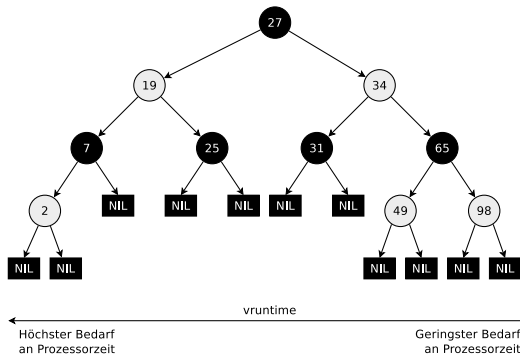 27
19 34
7 25 31 65
2 NIL NIL NIL NIL NIL 49 98
NIL NIL NIL NIL NIL NIL
vruntime
Höchster Bedarf
an Prozessorzeit
Geringster Bedarf
an Prozessorzeit